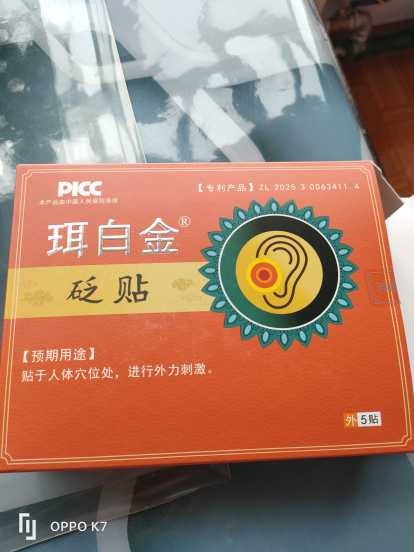 PICC
本产品由中国人民保险承保
【专利产品】ZL 2025 3 0063411.4
珥白金®
砭贴
【预期用途】
贴于人体穴位处，进行外力刺激。
外 5贴
OPPO K7